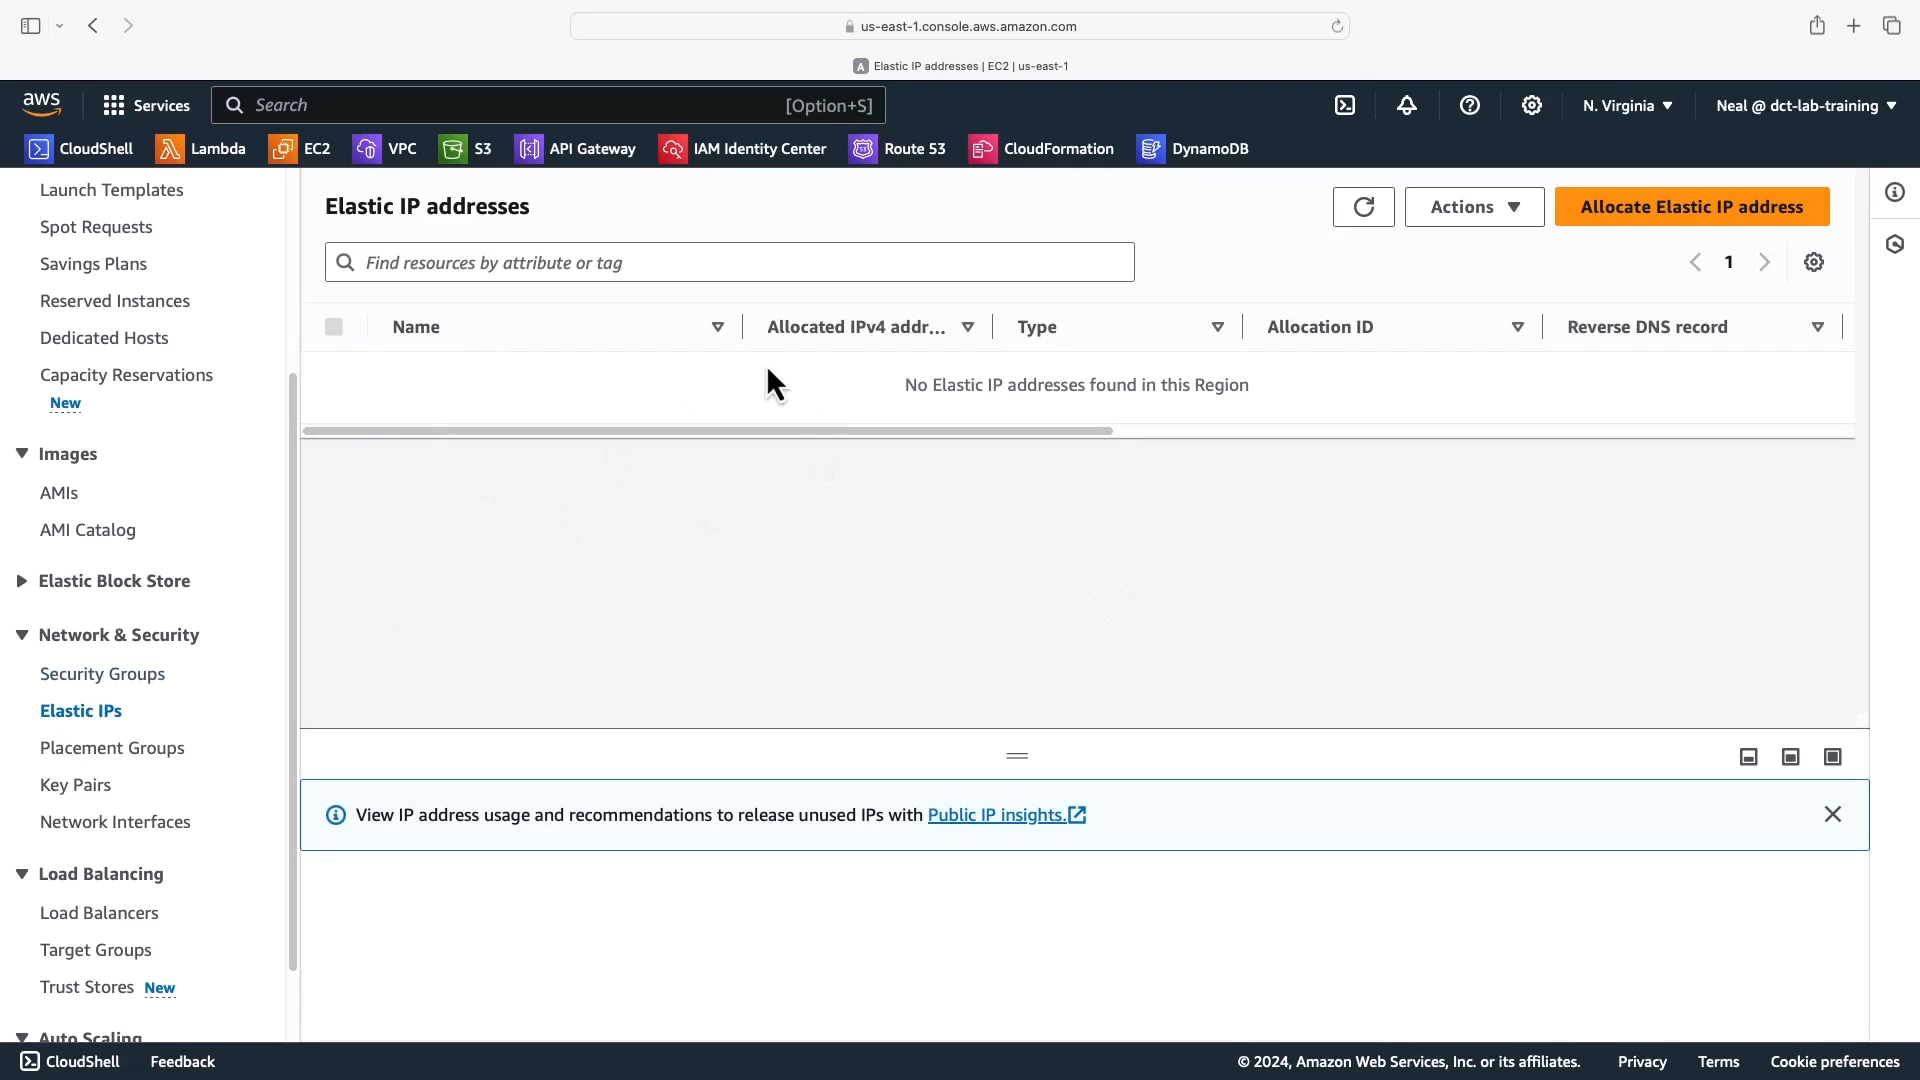 us-east-1.console.aws.amazon.com
A Elastic IP addresses | EC2 | us-east-1
aws Services Search [Option+S] N. Virginia Neal @ dct-lab-training
CloudShell Lambda EC2 VPC S3 API Gateway IAM Identity Center Route 53 CloudFormation DynamoDB
Launch Templates
Spot Requests
Savings Plans
Reserved Instances
Dedicated Hosts
Capacity Reservations
New
Images
AMIs
AMI Catalog
Elastic Block Store
Network & Security
Security Groups
Elastic IPs
Placement Groups
Key Pairs
Network Interfaces
Load Balancing
Load Balancers
Target Groups
Trust Stores New
Auto Scaling
Elastic IP addresses
Actions Allocate Elastic IP address
Find resources by attribute or tag
1
Name Allocated IPv4 addr... Type Allocation ID Reverse DNS record
No Elastic IP addresses found in this Region
View IP address usage and recommendations to release unused IPs with Public IP insights.
CloudShell Feedback © 2024, Amazon Web Services, Inc. or its affiliates. Privacy Terms Cookie preferences